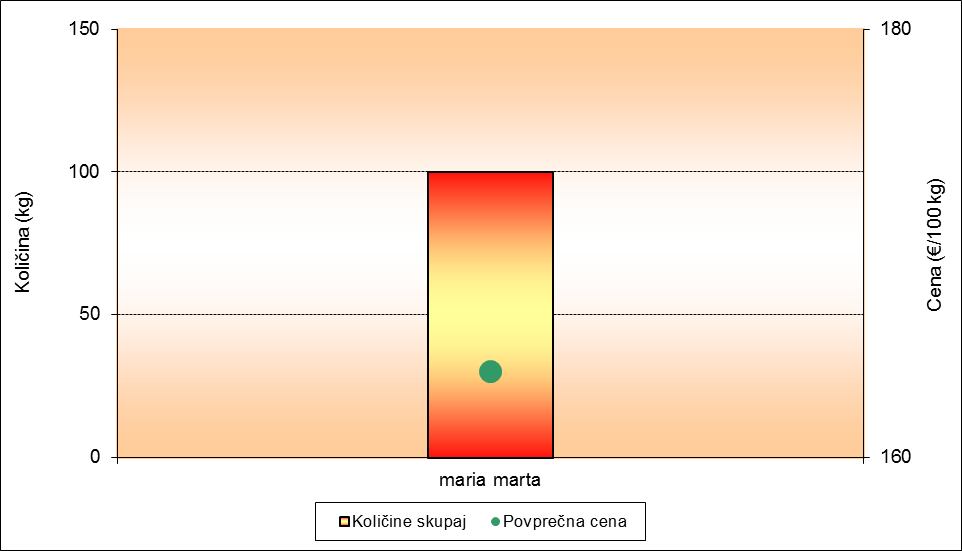 150
100
50
0
Količina (kg)
180
160
Cena (€/100 kg)
maria marta
Količine skupaj
Povprečna cena